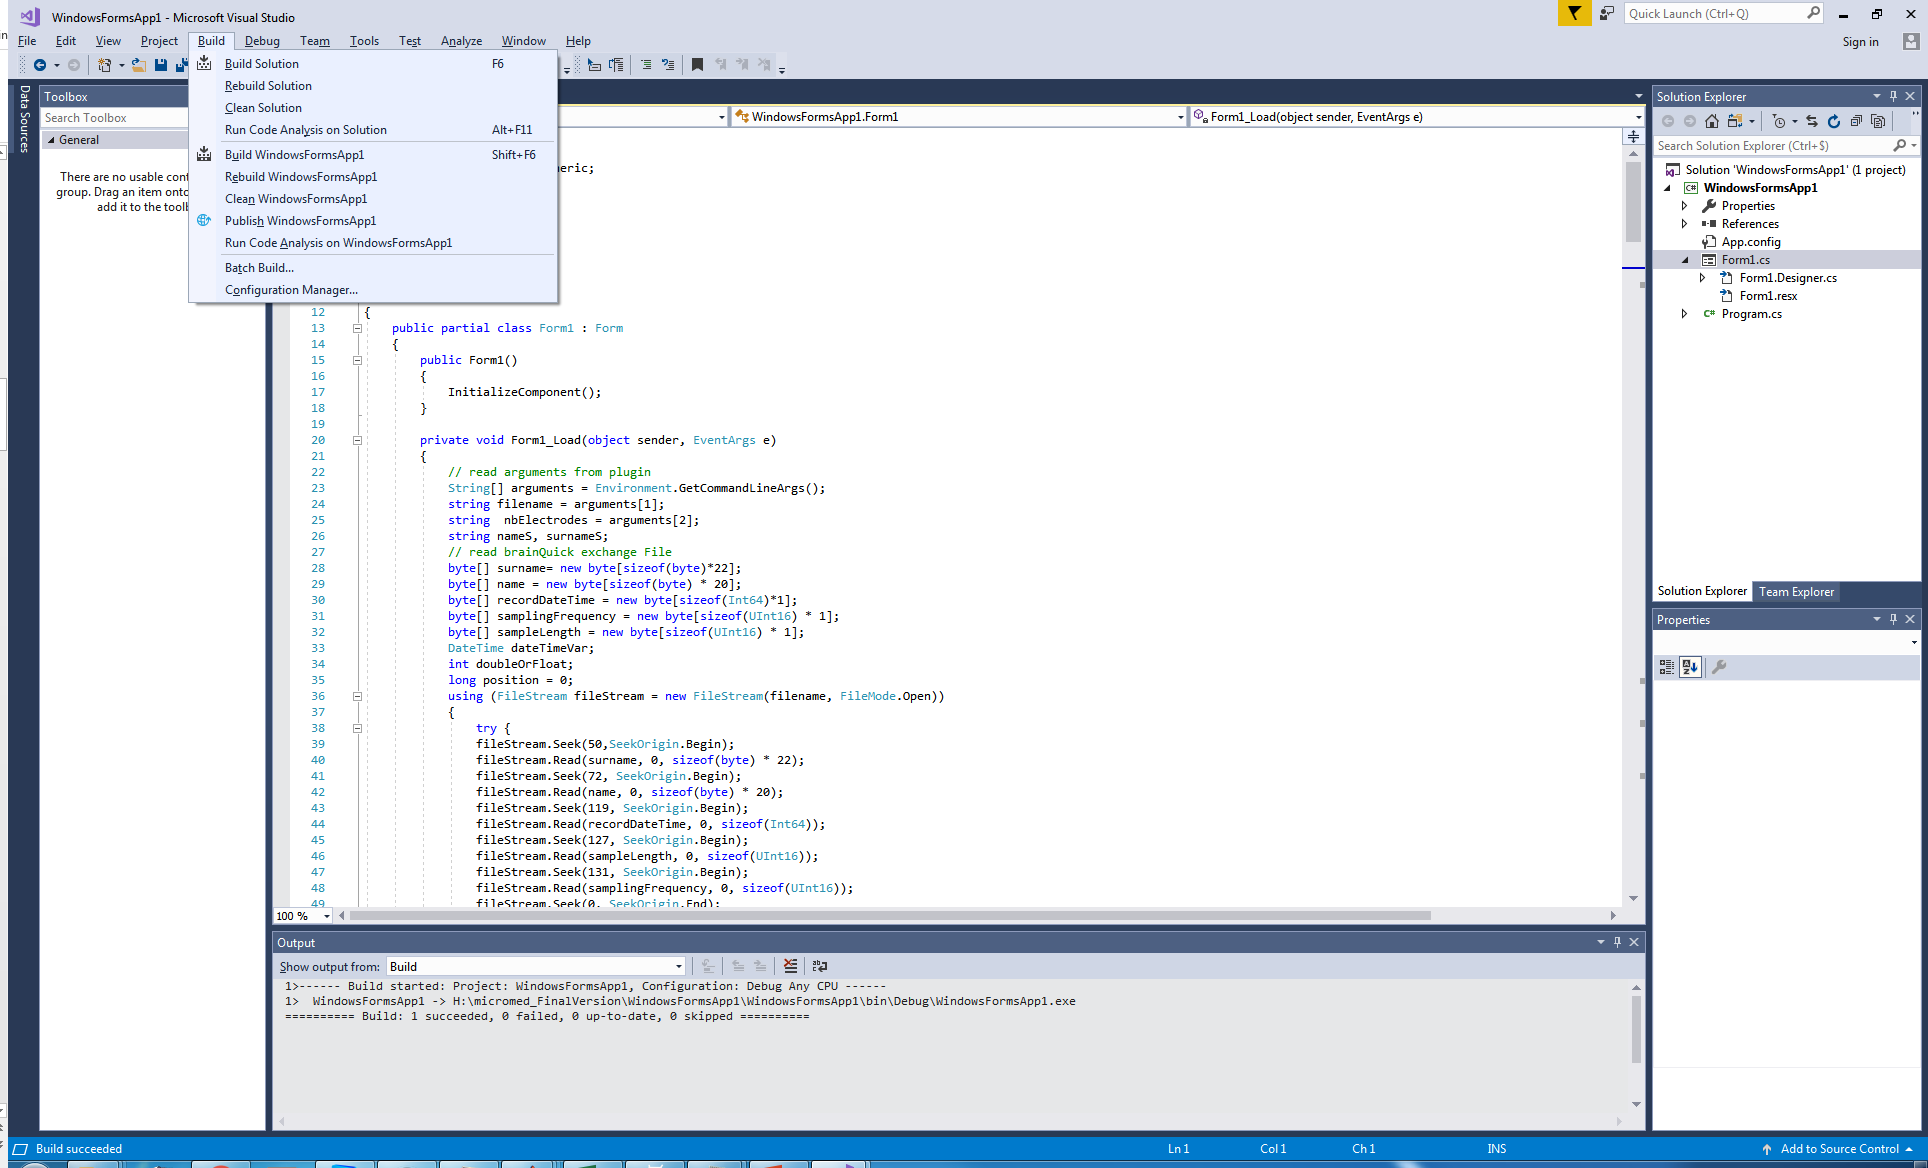 WindowsFormsApp1 - Microsoft Visual Studio
Quick Launch (Ctrl+Q)
File Edit View Project Build Debug Team Tools Test Analyze Window Help
Sign in
Build Solution F6
Rebuild Solution
Clean Solution
Run Code Analysis on Solution Alt+F11
Build WindowsFormsApp1 Shift+F6
Rebuild WindowsFormsApp1
Clean WindowsFormsApp1
Publish WindowsFormsApp1
Run Code Analysis on WindowsFormsApp1
Batch Build...
Configuration Manager...
Data Sources
Toolbox
Search Toolbox
General
There are no usable
group. Drag an item
add it to the
WindowsFormsApp1.Form1
Form1_Load(object sender, EventArgs e)
eric;
12 {
13 public partial class Form1 : Form
14 {
15 public Form1()
16 {
17 InitializeComponent();
18 }
19
20 private void Form1_Load(object sender, EventArgs e)
21 {
22 // read arguments from plugin
23 String[] arguments = Environment.GetCommandLineArgs();
24 string filename = arguments[1];
25 string  nbElectrodes = arguments[2];
26 string nameS, surnameS;
27 // read brainQuick exchange File
28 byte[] surname= new byte[sizeof(byte)*22];
29 byte[] name = new byte[sizeof(byte) * 20];
30 byte[] recordDateTime = new byte[sizeof(Int64)*1];
31 byte[] samplingFrequency = new byte[sizeof(UInt16) * 1];
32 byte[] sampleLength = new byte[sizeof(UInt16) * 1];
33 DateTime dateTimeVar;
34 int doubleOrFloat;
35 long position = 0;
36 using (FileStream fileStream = new FileStream(filename, FileMode.Open))
37 {
38 try {
39 fileStream.Seek(50,SeekOrigin.Begin);
40 fileStream.Read(surname, 0, sizeof(byte) * 22);
41 fileStream.Seek(72, SeekOrigin.Begin);
42 fileStream.Read(name, 0, sizeof(byte) * 20);
43 fileStream.Seek(119, SeekOrigin.Begin);
44 fileStream.Read(recordDateTime, 0, sizeof(Int64));
45 fileStream.Seek(127, SeekOrigin.Begin);
46 fileStream.Read(sampleLength, 0, sizeof(UInt16));
47 fileStream.Seek(131, SeekOrigin.Begin);
48 fileStream.Read(samplingFrequency, 0, sizeof(UInt16));
49 fileStream.Seek(0, SeekOrigin.End);
100 %
Output
Show output from: Build
1>------ Build started: Project: WindowsFormsApp1, Configuration: Debug Any CPU ------
1>  WindowsFormsApp1 -> H:\micromed_FinalVersion\WindowsFormsApp1\WindowsFormsApp1\bin\Debug\WindowsFormsApp1.exe
========== Build: 1 succeeded, 0 failed, 0 up-to-date, 0 skipped ==========
Solution Explorer
Search Solution Explorer (Ctrl+$)
Solution 'WindowsFormsApp1' (1 project)
C# WindowsFormsApp1
Properties
References
App.config
Form1.cs
Form1.Designer.cs
Form1.resx
C# Program.cs
Solution Explorer Team Explorer
Properties
Build succeeded Ln 1 Col 1 Ch 1 INS Add to Source Control